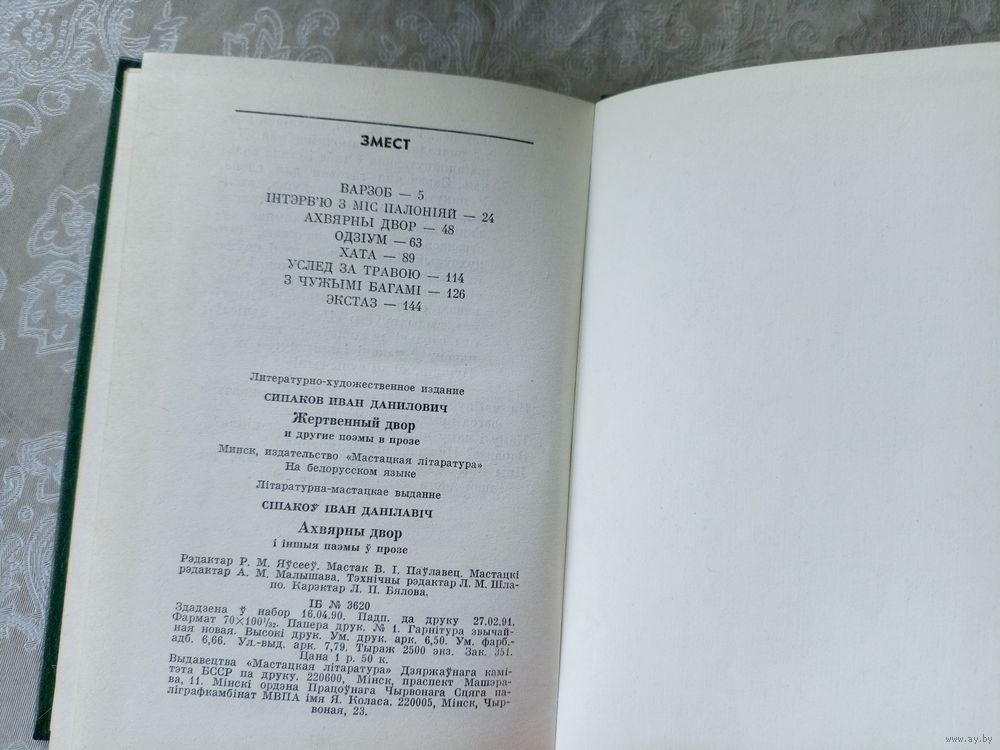 ЗМЕСТ
ВАРЗОБ — 5
ІНТЭРВ'Ю З МІС ПАЛОНІЯЙ — 24
АХВЯРНЫ ДВОР — 48
ОДЗІУМ — 63
ХАТА — 89
УСЛЕД ЗА ТРАВОЮ — 114
З ЧУЖЫМІ БАГАМІ — 126
ЭКСТАЗ — 144
Литературно-художественное издание
СИПАКОВ ИВАН ДАНИЛОВИЧ
Жертвенный двор
и другие поэмы в прозе
Минск, издательство «Мастацкая літаратура»
На белорусском языке
Літаратурна-мастацкае выданне
СІПАКОЎ ІВАН ДАНІЛАВІЧ
Ахвярны двор
і іншыя паэмы ў прозе
Рэдактар Р. М. Яўсееў. Мастак В. І. Паўлавец. Мастацкі
рэдактар А. М. Малышава. Тэхнічны рэдактар Л. М. Шла-
по. Карэктар Л. П. Бялова.
ІБ № 3620
Здадзена ў набор 16.04.90. Падп. да друку 27.02.91.
Фармат 70×100¹/₃₂. Папера друк. № 1. Гарнітура звычай-
ная новая. Высокі друк. Ум. друк. арк. 6,50. Ум. фарб.-
адб. 6,66. Ул.-выд. арк. 7,79. Тыраж 2500 экз. Зак. 351.
Цана 1 р. 50 к.
Выдавецтва «Мастацкая літаратура» Дзяржаўнага камі-
тэта БССР па друку. 220600, Мінск, праспект Машэра-
ва, 11. Мінскі ордэна Працоўнага Чырвонага Сцяга па-
ліграфкамбінат МВПА імя Я. Коласа. 220005, Мінск, Чыр-
воная, 23.
www.ay.by